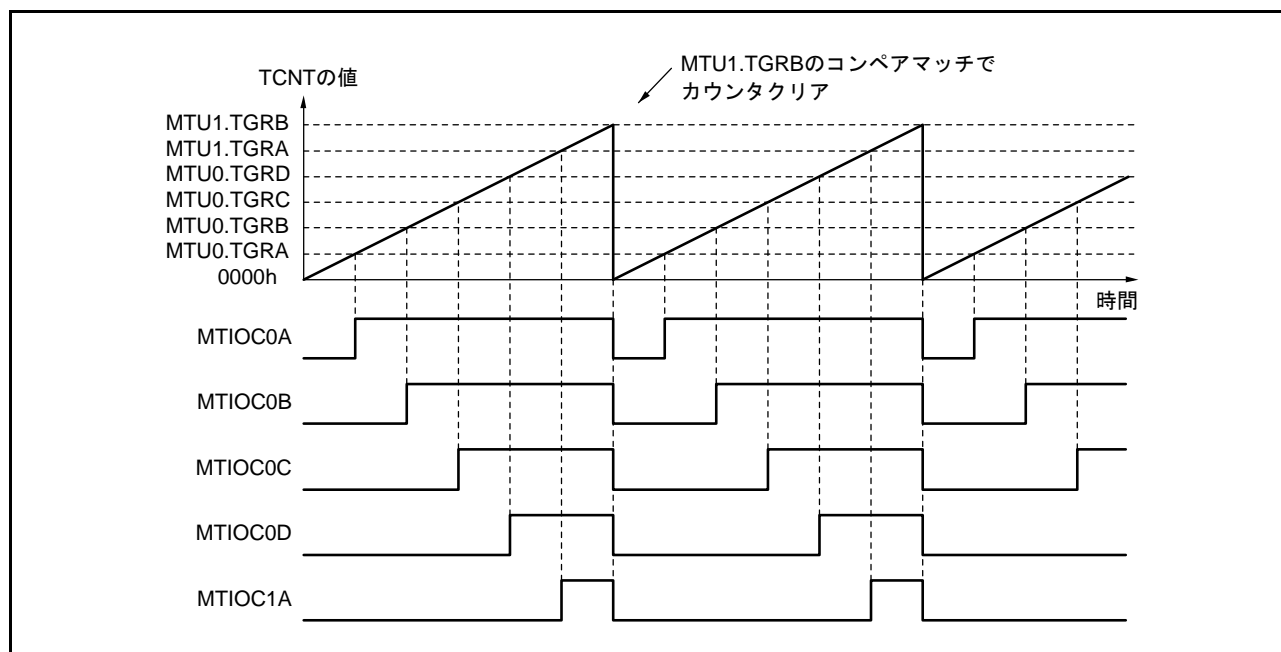 MTU1.TGRBのコンペアマッチで
カウンタクリア
TCNTの値
MTU1.TGRB
MTU1.TGRA
MTU0.TGRD
MTU0.TGRC
MTU0.TGRB
MTU0.TGRA
0000h
時間
MTIOC0A
MTIOC0B
MTIOC0C
MTIOC0D
MTIOC1A